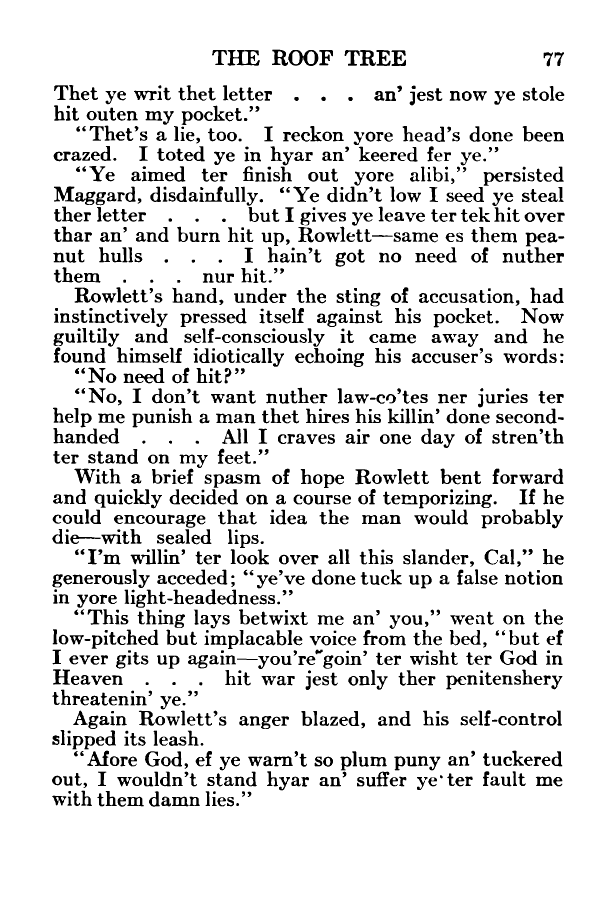 THE ROOF TREE 77
Thet ye writ thet letter . . . an' jest now ye stole
hit outen my pocket."
"Thet's a lie, too. I reckon yore head's done been
crazed. I toted ye in hyar an' keered fer ye."
"Ye aimed ter finish out yore alibi," persisted
Maggard, disdainfully. "Ye didn't low I seed ye steal
ther letter . . . but I gives ye leave ter tek hit over
thar an' and burn hit up, Rowlett—same es them pea-
nut hulls . . . I hain't got no need of nuther
them . . . nur hit."
Rowlett's hand, under the sting of accusation, had
instinctively pressed itself against his pocket. Now
guiltily and self-consciously it came away and he
found himself idiotically echoing his accuser's words:
"No need of hit?"
"No, I don't want nuther law-co'tes ner juries ter
help me punish a man thet hires his killin' done second-
handed . . . All I craves air one day of stren'th
ter stand on my feet."
With a brief spasm of hope Rowlett bent forward
and quickly decided on a course of temporizing. If he
could encourage that idea the man would probably
die—with sealed lips.
"I'm willin' ter look over all this slander, Cal," he
generously acceded; "ye've done tuck up a false notion
in yore light-headedness."
"This thing lays betwixt me an' you," went on the
low-pitched but implacable voice from the bed, "but ef
I ever gits up again—you're goin' ter wisht ter God in
Heaven . . . hit war jest only ther penitenshery
threatenin' ye."
Again Rowlett's anger blazed, and his self-control
slipped its leash.
"Afore God, ef ye warn't so plum puny an' tuckered
out, I wouldn't stand hyar an' suffer ye ter fault me
with them damn lies."